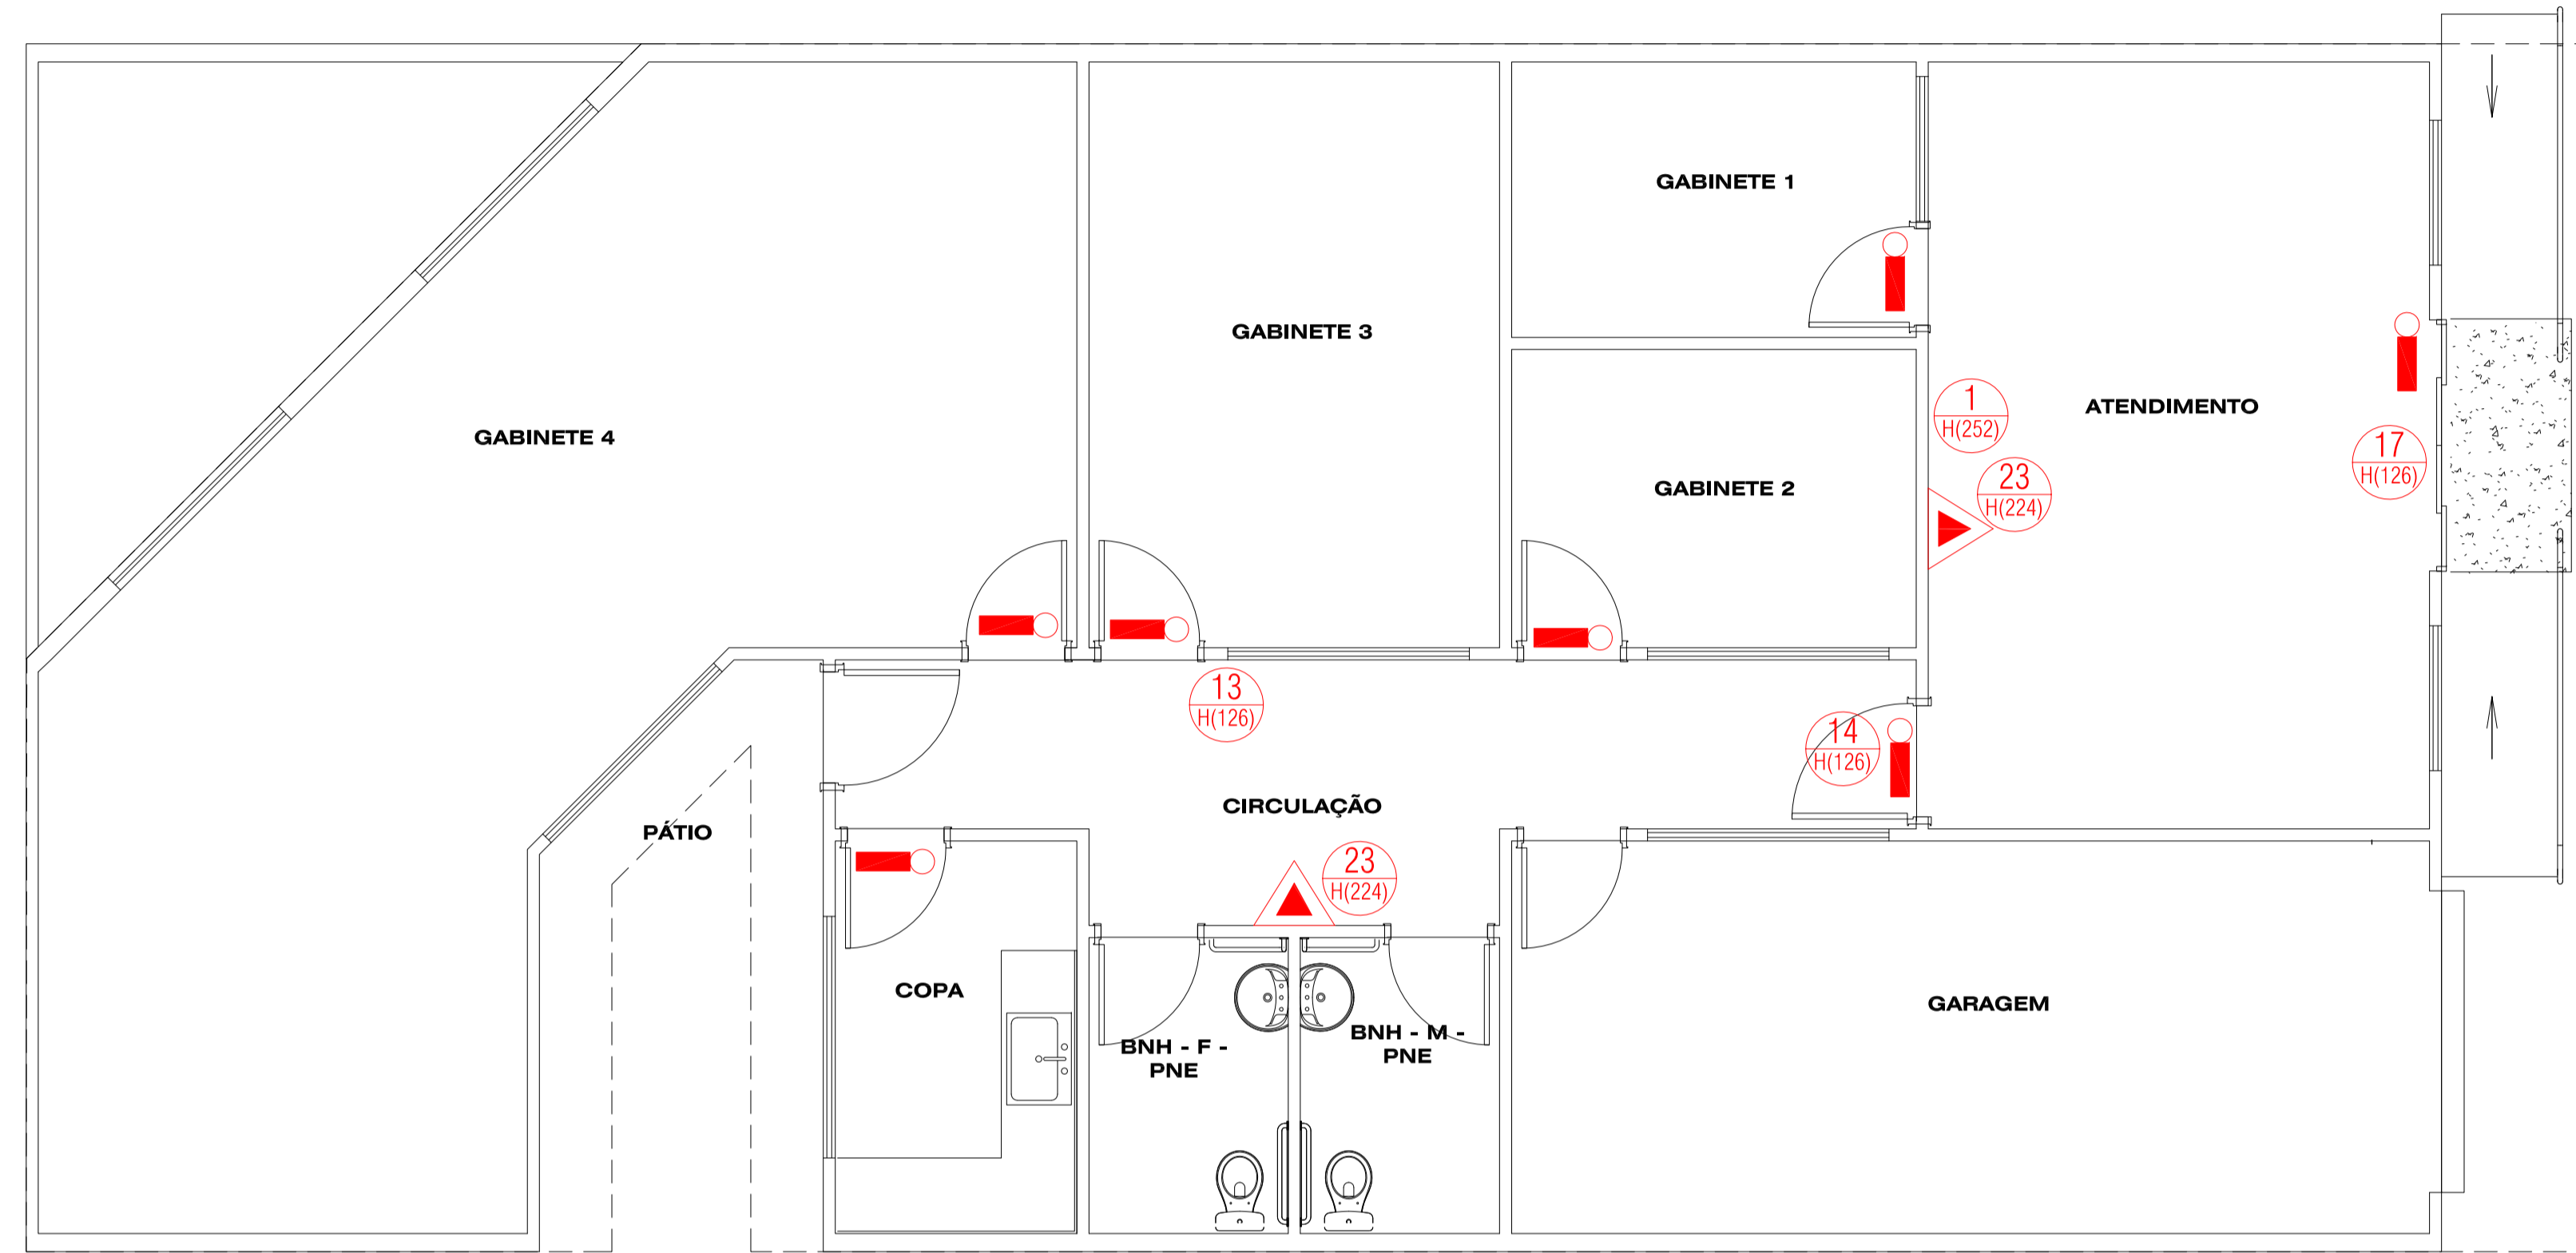 GABINETE 1
GABINETE 3
1
H(252)
ATENDIMENTO
GABINETE 4
17
H(126)
GABINETE 2
23
H(224)
13
H(126)
14
H(126)
CIRCULAÇÃO
PÁTIO
23
H(224)
COPA
GARAGEM
BNH - F -
PNE
BNH - M -
PNE